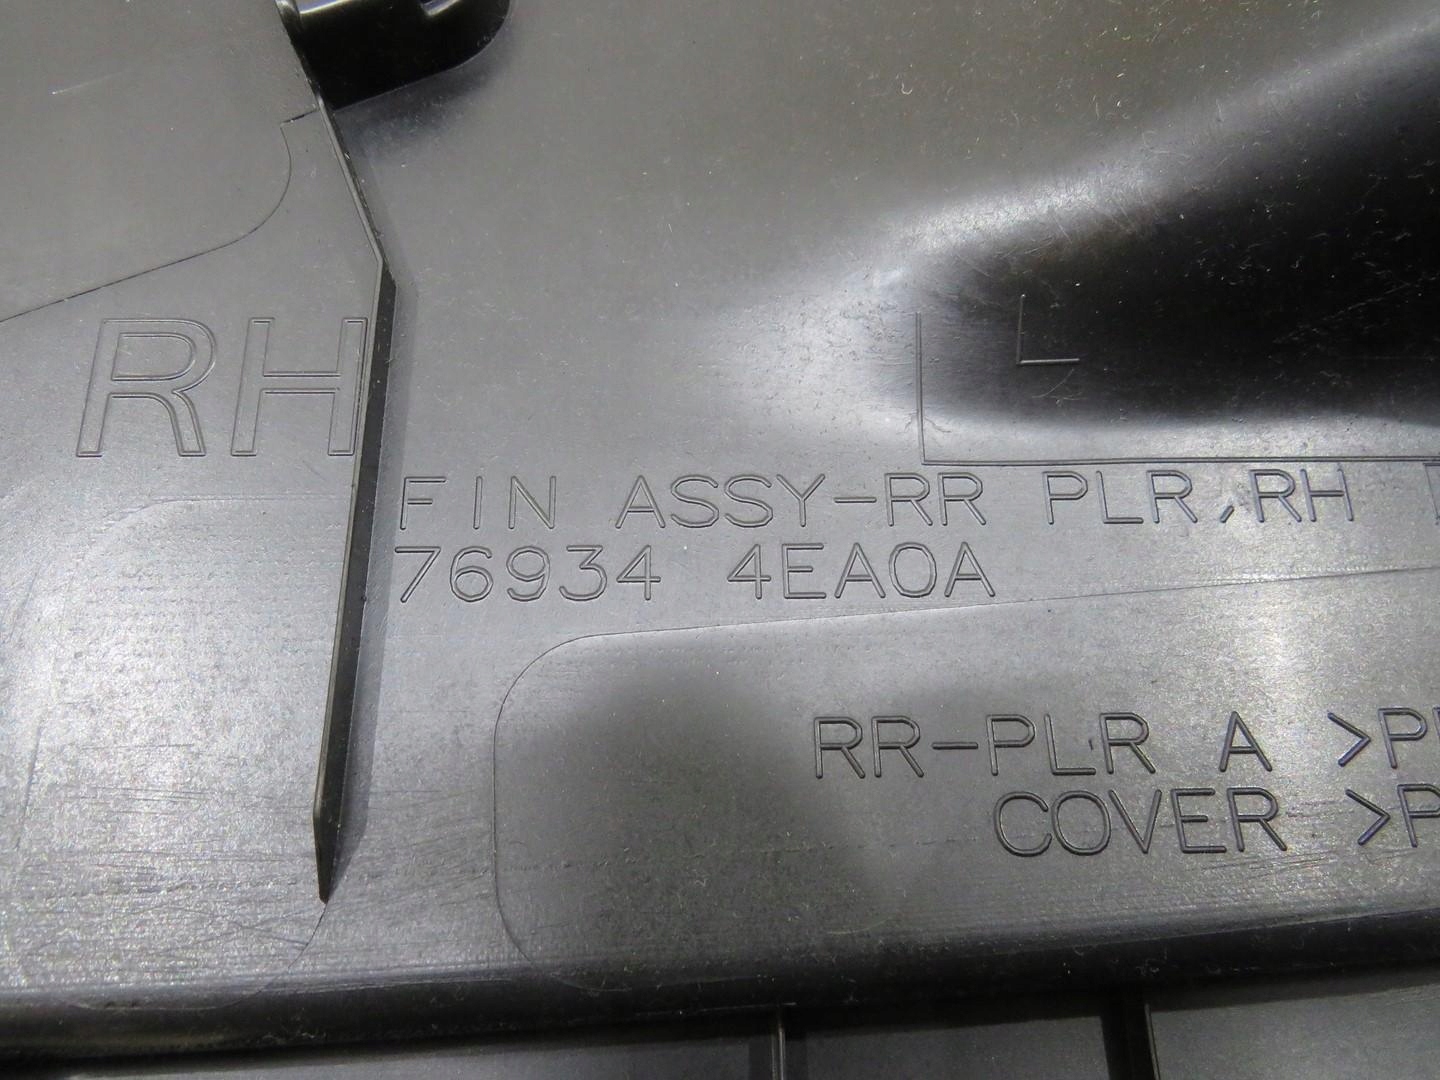 RH
FIN ASSY-RR PLR,RH
76934 4EA0A
RR-PLR A >P
COVER >P